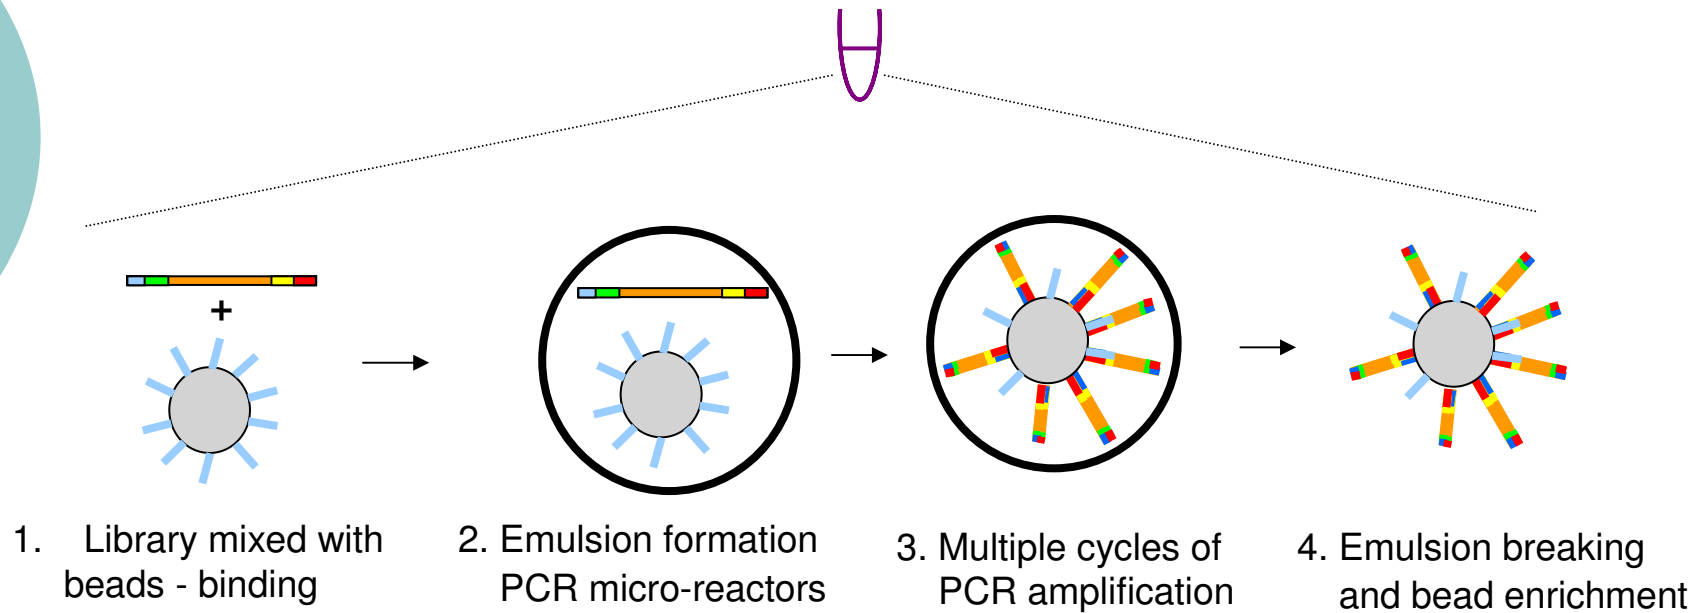 +
1. Library mixed with
beads - binding
2. Emulsion formation
PCR micro-reactors
3. Multiple cycles of
PCR amplification
4. Emulsion breaking
and bead enrichment